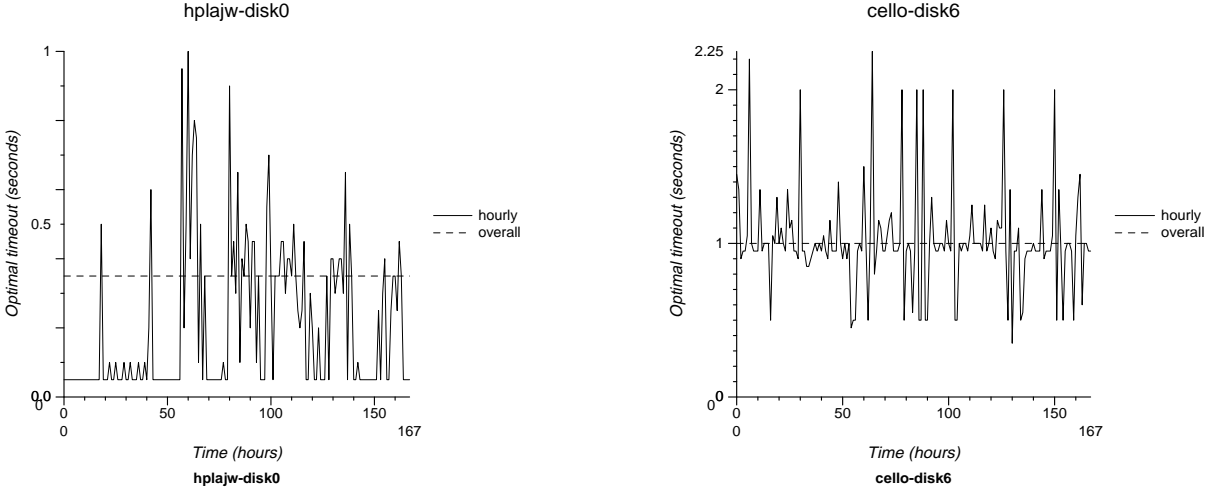 hplajw-disk0
1
0.5
0.0
0
0 50 100 150
0 167
Optimal timeout (seconds)
Time (hours)
hourly
overall
hplajw-disk0
cello-disk6
2.25
2
1
0
0
0 50 100 150
0 167
Optimal timeout (seconds)
Time (hours)
hourly
overall
cello-disk6